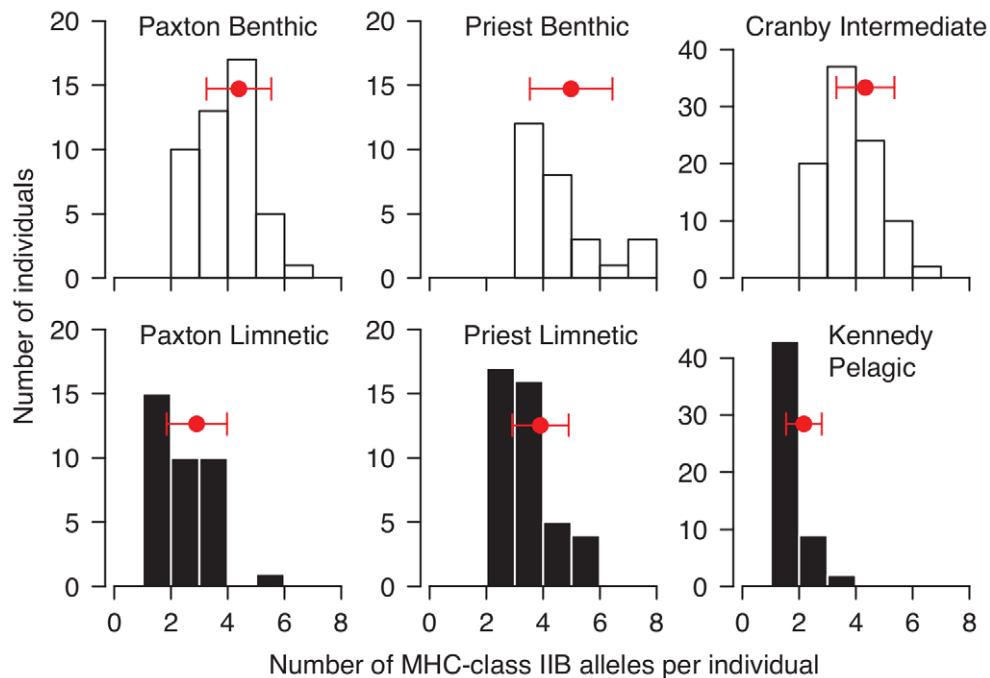 Number of individuals
Paxton Benthic
20
15
10
5
0
Priest Benthic
20
15
10
5
0
Cranby Intermediate
40
30
20
10
0
Paxton Limnetic
20
15
10
5
0
0 2 4 6 8
Priest Limnetic
20
15
10
5
0
0 2 4 6 8
Kennedy
Pelagic
40
30
20
10
0
0 2 4 6 8
Number of MHC-class IIB alleles per individual